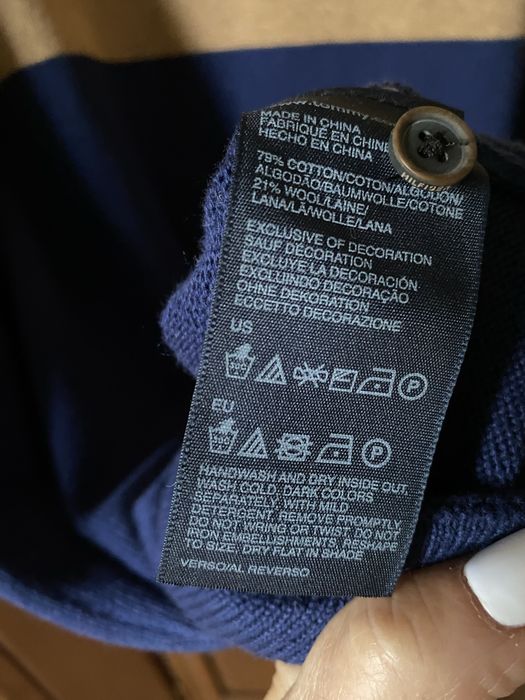 MADE IN CHINA
FABRIQUÉ EN CHINE
HECHO EN CHINA
79% COTTON/COTON/ALGODÓN/
ALGODÃO/BAUMWOLLE/COTONE
21% WOOL/LAINE/
LANA/LÃ/WOLLE/LANA
EXCLUSIVE OF DECORATION
SAUF DÉCORATION
EXCLUYE LA DECORACIÓN
EXCLUINDO DECORAÇÃO
OHNE DEKORATION
ECCETTO DECORAZIONE
US
P
EU
P
HANDWASH AND DRY INSIDE OUT.
WASH COLD, DARK COLORS
SEPARATELY, WITH MILD
DETERGENT. REMOVE PROMPTLY
DO NOT WRING OR TWIST DO NOT
IRON EMBELLISHMENTS. RESHAPE
TO SIZE. DRY FLAT IN SHADE
VERSO/AL REVERSO